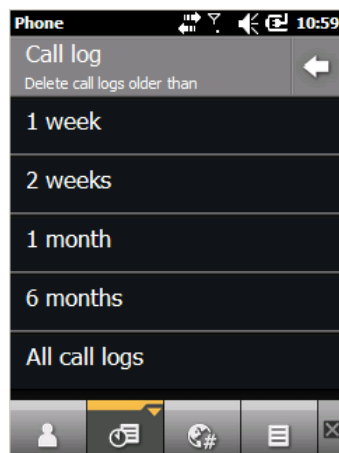 Phone 10:59
Call log
Delete call logs older than
1 week
2 weeks
1 month
6 months
All call logs
#